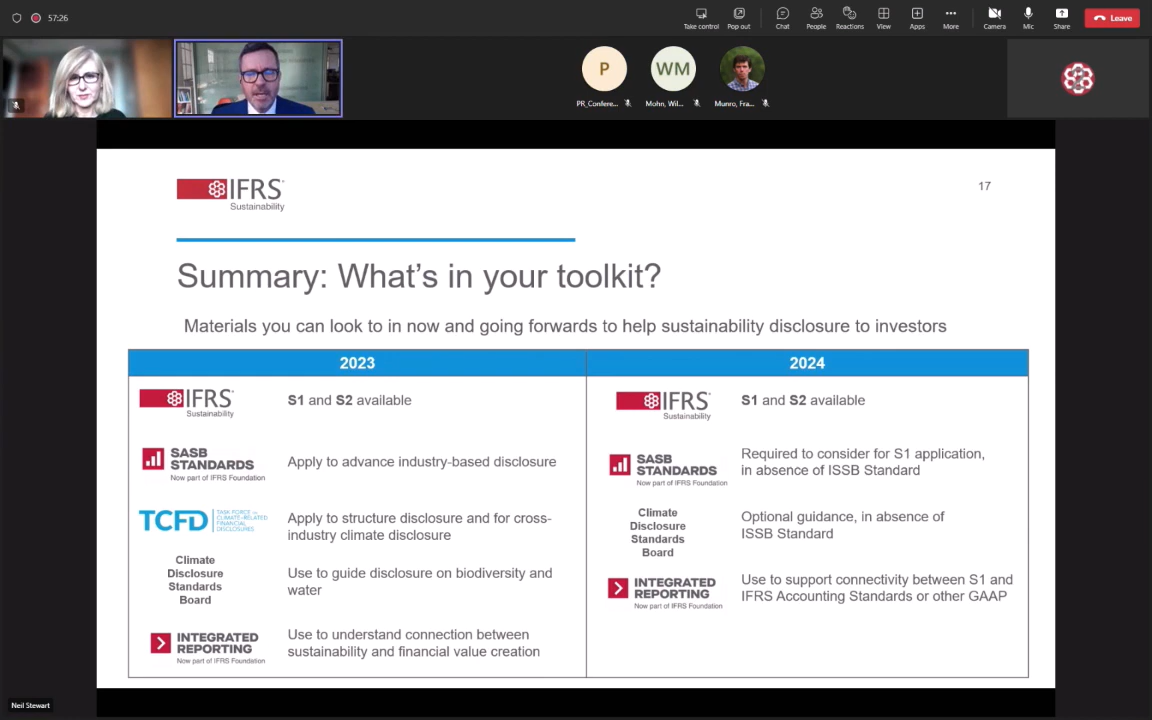 57:26
Take control
Pop out
Chat
People
Reactions
View
Apps
More
Camera
Mic
Share
Leave
P
WM
PR_Confere...
Mohn, Wil...
Munro, Fra...
IFRS
Sustainability
17
Summary: What's in your toolkit?
Materials you can look to in now and going forwards to help sustainability disclosure to investors
2023
IFRS
Sustainability
S1 and S2 available
SASB
STANDARDS
Now part of IFRS Foundation
Apply to advance industry-based disclosure
TCFD
TASK FORCE ON
CLIMATE-RELATED
FINANCIAL
DISCLOSURES
Apply to structure disclosure and for cross-
industry climate disclosure
Climate
Disclosure
Standards
Board
Use to guide disclosure on biodiversity and
water
INTEGRATED
REPORTING
Now part of IFRS Foundation
Use to understand connection between
sustainability and financial value creation
2024
IFRS
Sustainability
S1 and S2 available
SASB
STANDARDS
Now part of IFRS Foundation
Required to consider for S1 application,
in absence of ISSB Standard
Climate
Disclosure
Standards
Board
Optional guidance, in absence of
ISSB Standard
INTEGRATED
REPORTING
Now part of IFRS Foundation
Use to support connectivity between S1 and
IFRS Accounting Standards or other GAAP
Neil Stewart